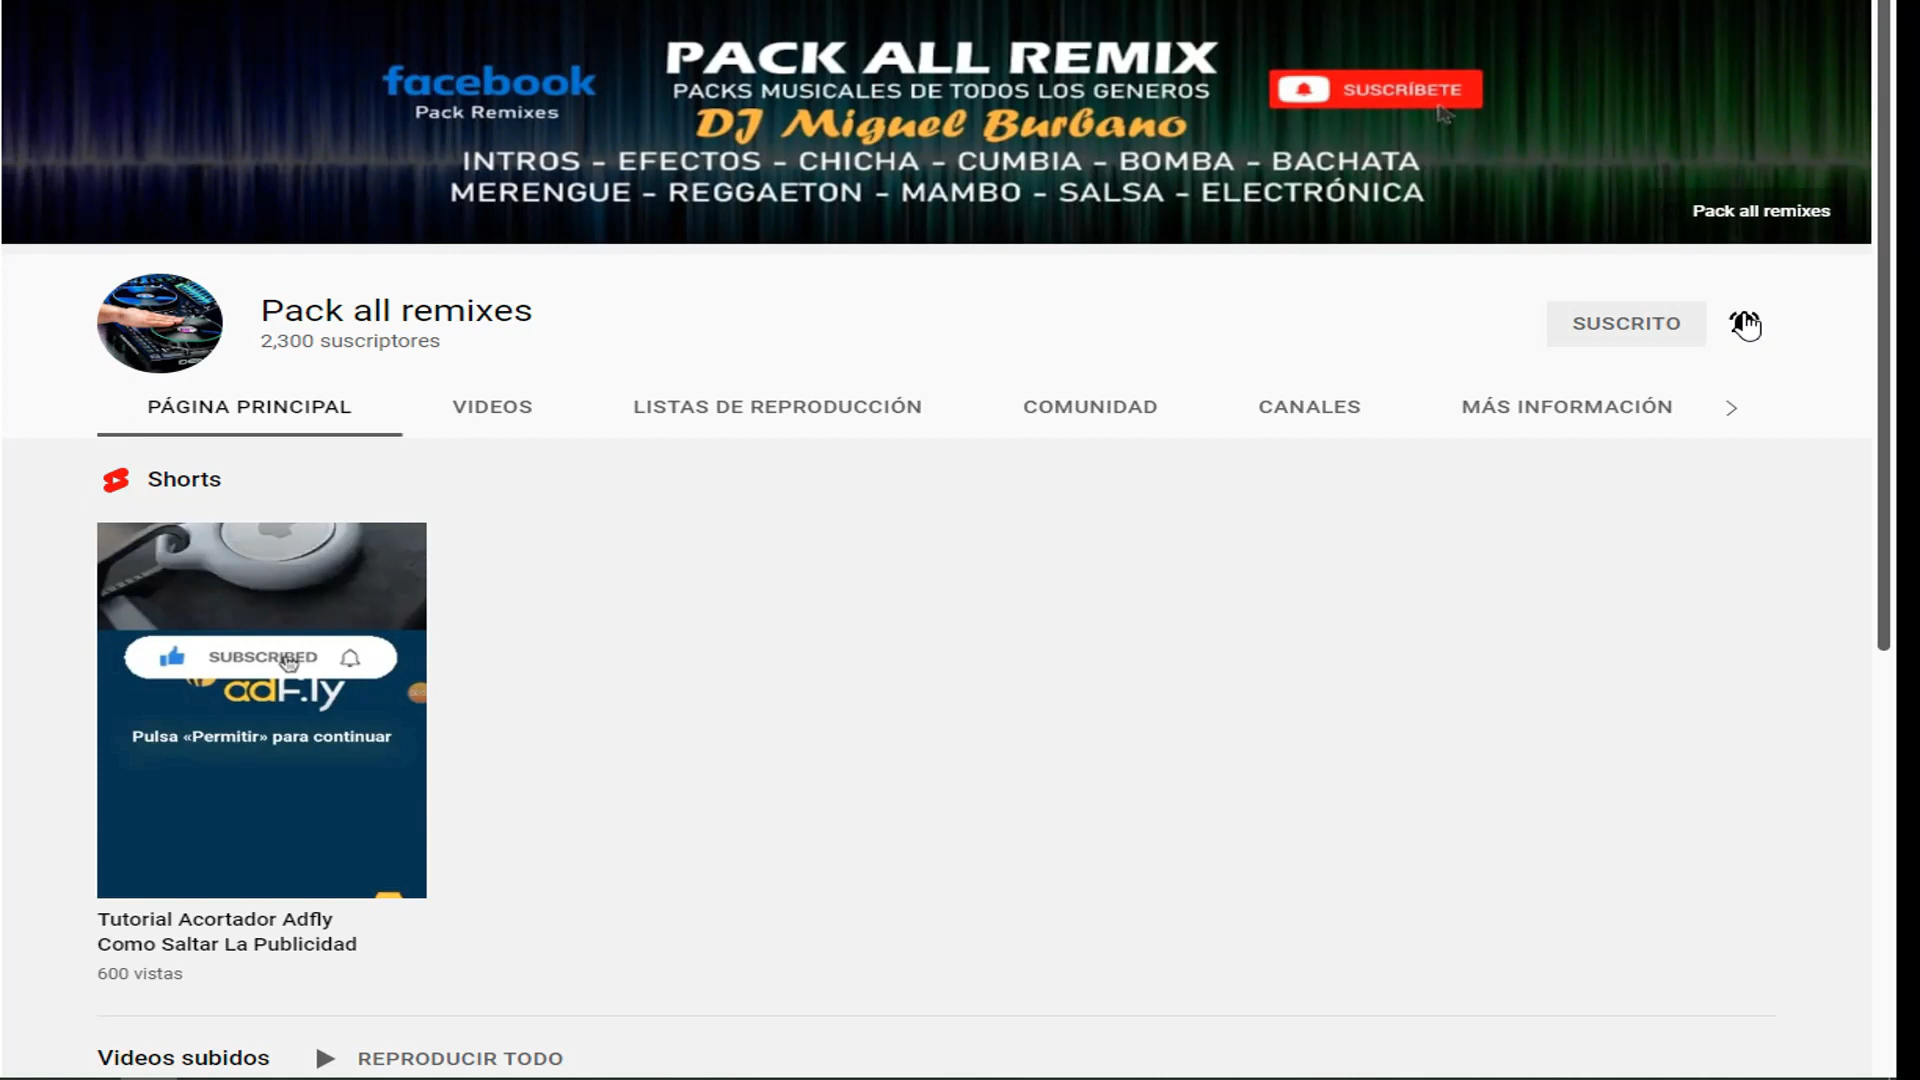 PACK ALL REMIX
facebook
Pack Remixes
PACKS MUSICALES DE TODOS LOS GENEROS
SUSCRÍBETE
DJ Miguel Burbano
INTROS - EFECTOS - CHICHA - CUMBIA - BOMBA - BACHATA
MERENGUE - REGGAETON - MAMBO - SALSA - ELECTRÓNICA
Pack all remixes
Pack all remixes
2,300 suscriptores
SUSCRITO
PÁGINA PRINCIPAL VIDEOS LISTAS DE REPRODUCCIÓN COMUNIDAD CANALES MÁS INFORMACIÓN
Shorts
SUBSCRIBED
adF.ly
Pulsa «Permitir» para continuar
Tutorial Acortador Adfly
Como Saltar La Publicidad
600 vistas
Videos subidos REPRODUCIR TODO